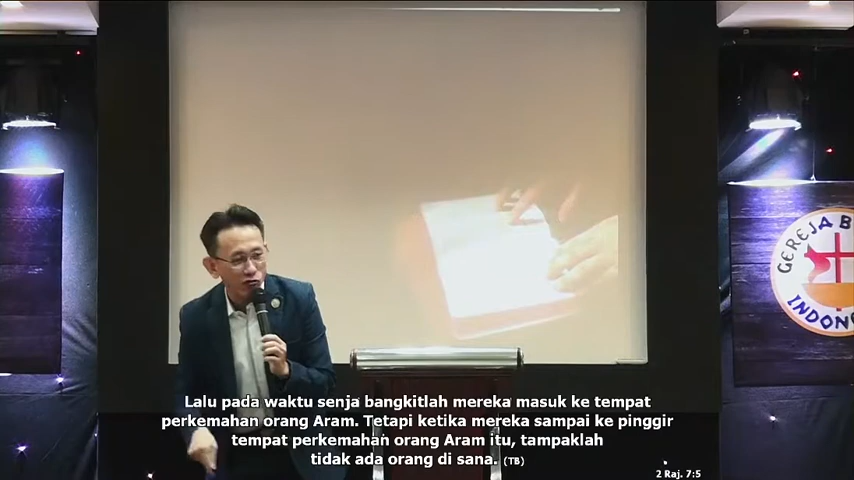 GEREJA B
INDON
Lalu pada waktu senja bangkitlah mereka masuk ke tempat
perkemahan orang Aram. Tetapi ketika mereka sampai ke pinggir
tempat perkemahan orang Aram itu, tampaklah
tidak ada orang di sana. (TB)
2 Raj. 7:5